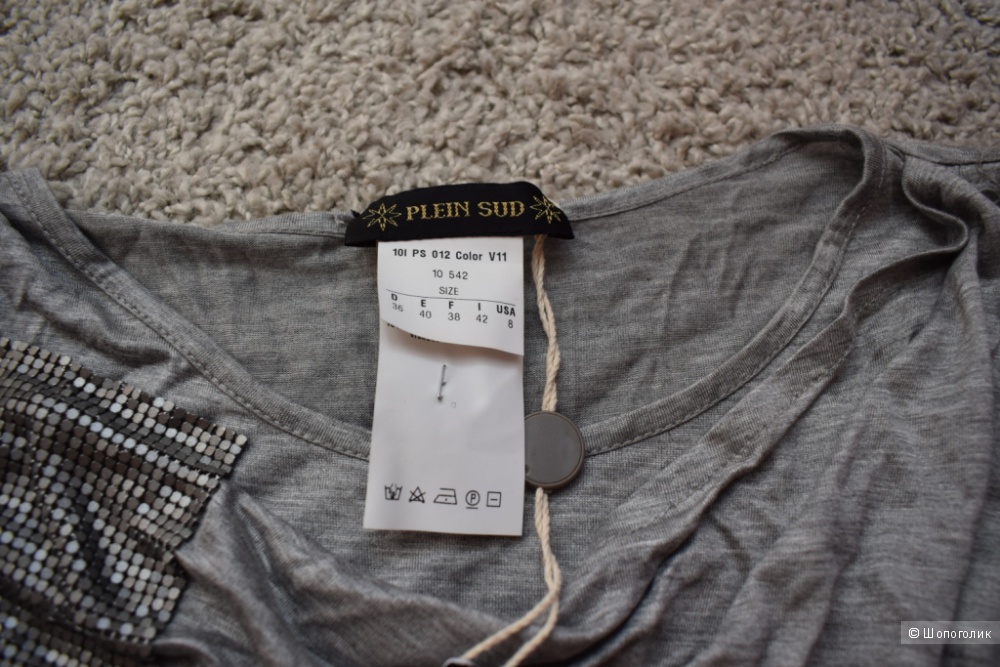 PLEIN SUD
10I PS 012 Color V11
10 542
SIZE
D E F I USA
36 40 38 42 8
P
© Шопоголик